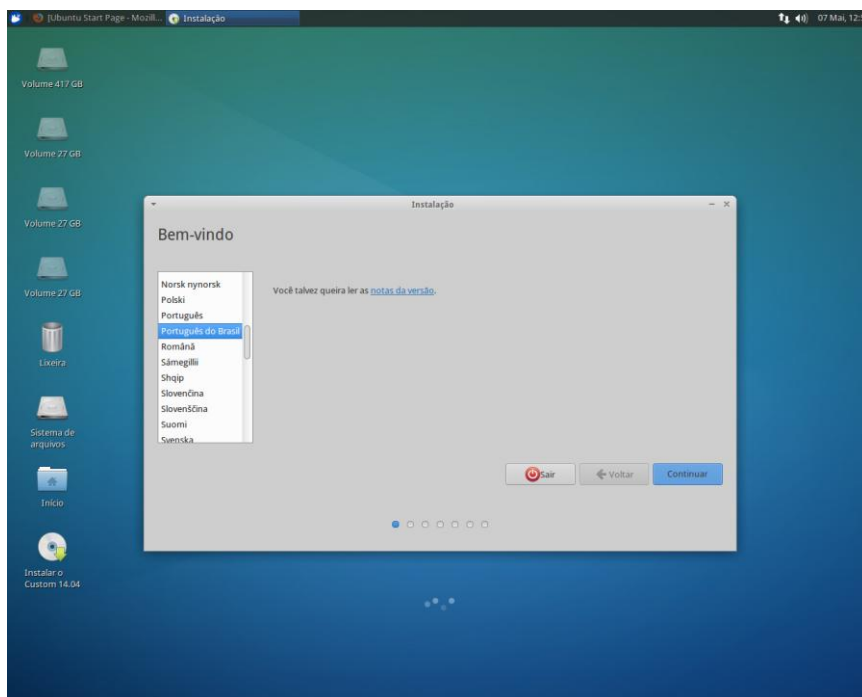 [Ubuntu Start Page - Mozill...
Instalação
07 Mai, 12:
Volume 417 GB
Volume 27 GB
Volume 27 GB
Volume 27 GB
Lixeira
Sistema de
arquivos
Início
Instalar o
Custom 14.04
Instalação
Bem-vindo
Norsk nynorsk
Polski
Português
Português do Brasil
Română
Sámegillii
Shqip
Slovenčina
Slovenščina
Suomi
Svenska
Você talvez queira ler as notas da versão.
Sair
Voltar
Continuar